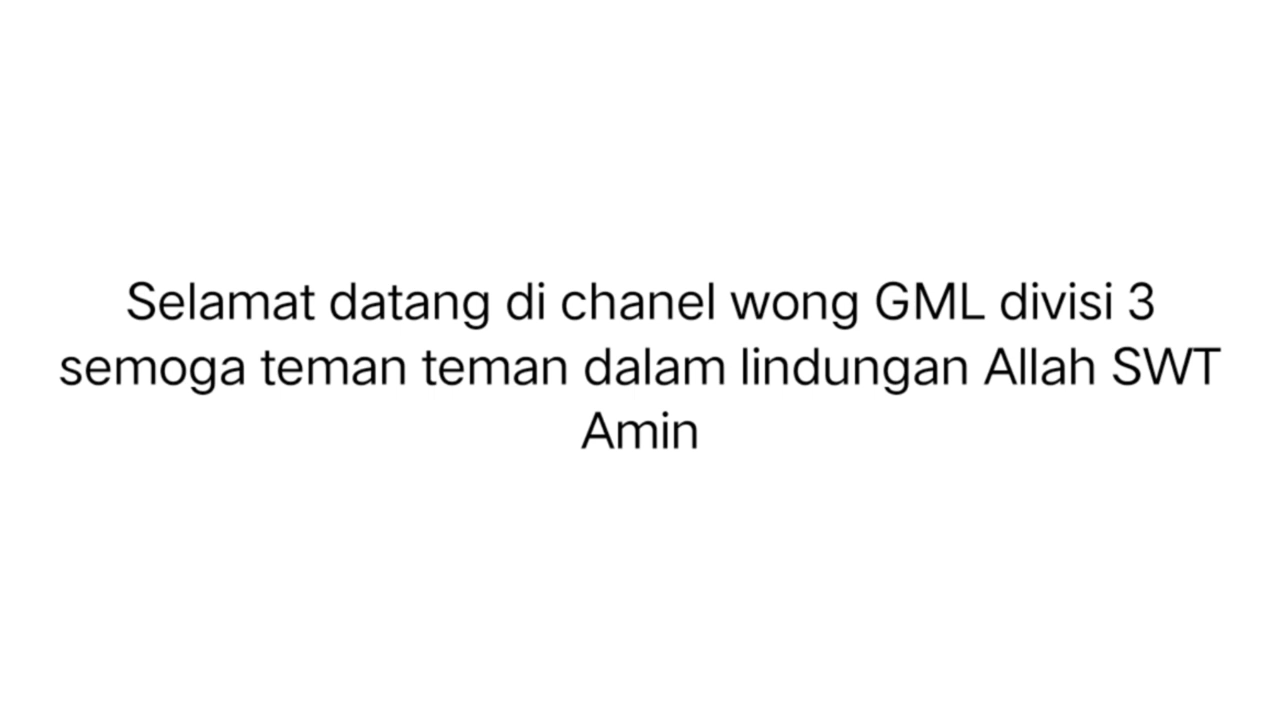 Selamat datang di chanel wong GML divisi 3
semoga teman teman dalam lindungan Allah SWT
Amin